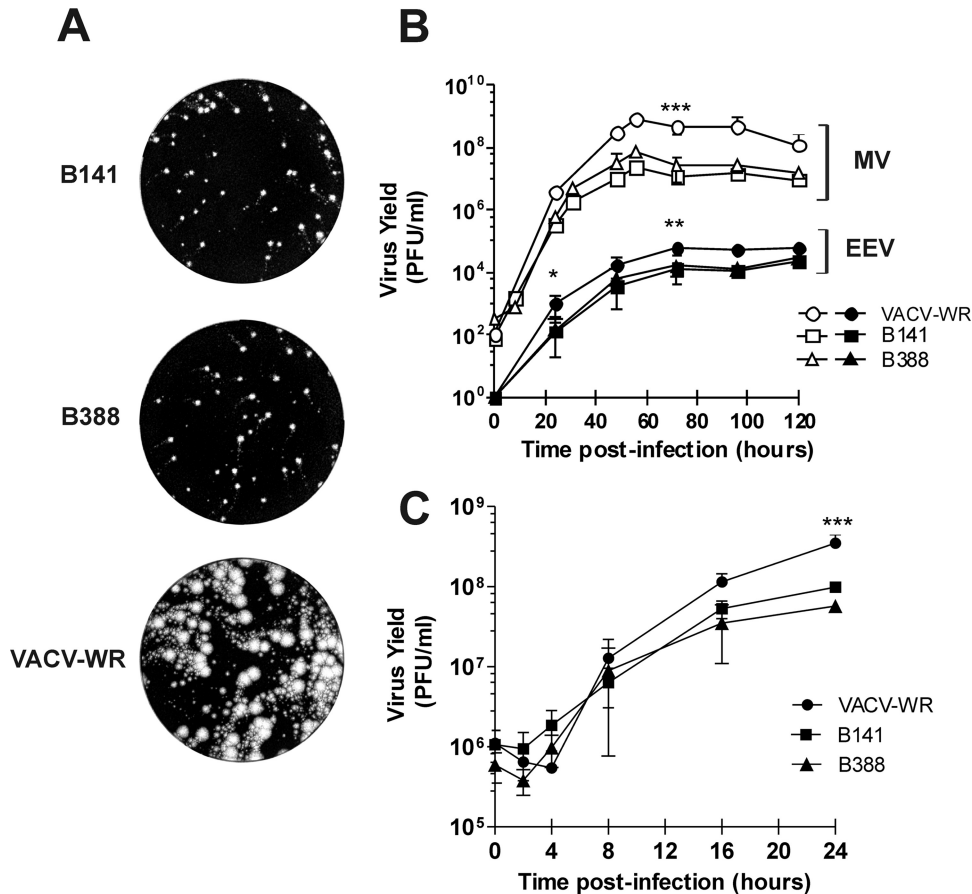 A
B141
B388
VACV-WR
B
Virus Yield
(PFU/ml)
10^10
10^8
10^6
10^4
10^2
10^0
***
**
*
MV
EEV
VACV-WR
B141
B388
0 20 40 60 80 100 120
Time post-infection (hours)
C
Virus Yield
(PFU/ml)
10^9
10^8
10^7
10^6
10^5
***
VACV-WR
B141
B388
0 4 8 12 16 20 24
Time post-infection (hours)